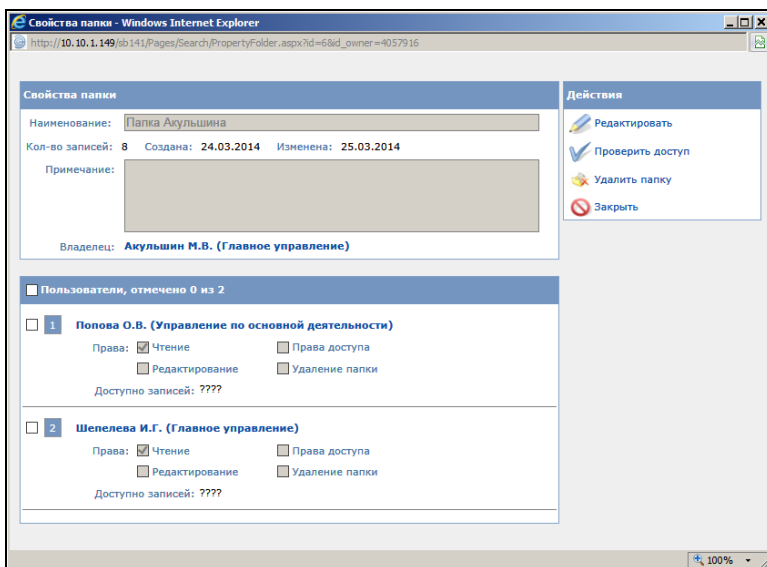 Свойства папки - Windows Internet Explorer
http://10.10.1.149/sb141/Pages/Search/PropertyFolder.aspx?id=6&id_owner=4057916
Свойства папки
Наименование: Папка Акульшина
Кол-во записей: 8 Создана: 24.03.2014 Изменена: 25.03.2014
Примечание:
Владелец: Акульшин М.В. (Главное управление)
Действия
Редактировать
Проверить доступ
Удалить папку
Закрыть
Пользователи, отмечено 0 из 2
1 Попова О.В. (Управление по основной деятельности)
Права: Чтение Права доступа
Редактирование Удаление папки
Доступно записей: ????
2 Шепелева И.Г. (Главное управление)
Права: Чтение Права доступа
Редактирование Удаление папки
Доступно записей: ????
100%